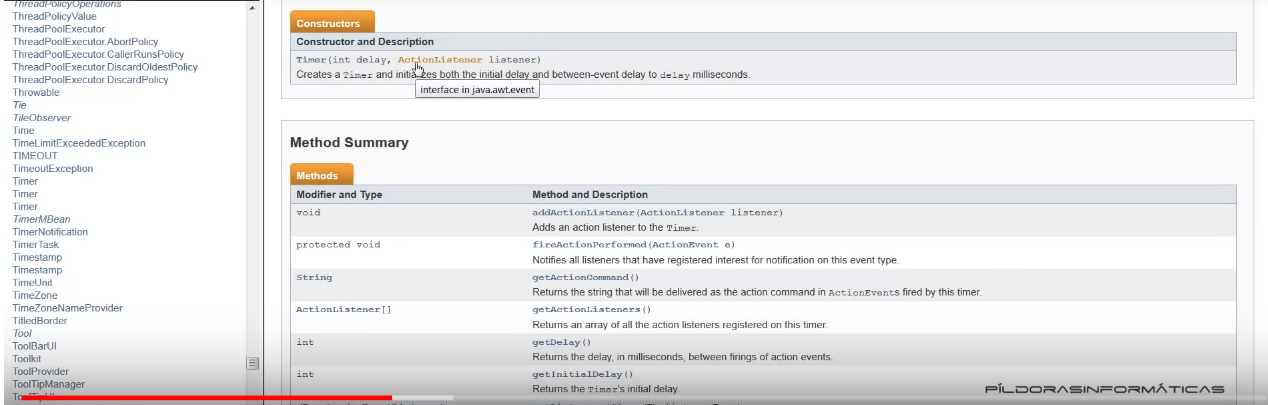 ThreadPolicyOperations
ThreadPolicyValue
ThreadPoolExecutor
ThreadPoolExecutor.AbortPolicy
ThreadPoolExecutor.CallerRunsPolicy
ThreadPoolExecutor.DiscardOldestPolicy
ThreadPoolExecutor.DiscardPolicy
Throwable
Tie
TileObserver
Time
TimeLimitExceededException
TIMEOUT
TimeoutException
Timer
Timer
Timer
TimerMBean
TimerNotification
TimerTask
Timestamp
Timestamp
TimeUnit
TimeZone
TimeZoneNameProvider
TitledBorder
Tool
ToolBarUI
Toolkit
ToolProvider
ToolTipManager
Constructors
Constructor and Description
Timer(int delay, ActionListener listener)
Creates a Timer and initializes both the initial delay and between-event delay to delay milliseconds.
interface in java.awt.event
Method Summary
Methods
Modifier and Type Method and Description
void addActionListener(ActionListener listener)
Adds an action listener to the Timer.
protected void fireActionPerformed(ActionEvent e)
Notifies all listeners that have registered interest for notification on this event type.
String getActionCommand()
Returns the string that will be delivered as the action command in ActionEvents fired by this timer.
ActionListener[] getActionListeners()
Returns an array of all the action listeners registered on this timer.
int getDelay()
Returns the delay, in milliseconds, between firings of action events.
int getInitialDelay()
Returns the Timer's initial delay.
PÍLDORASINFORMÁTICAS